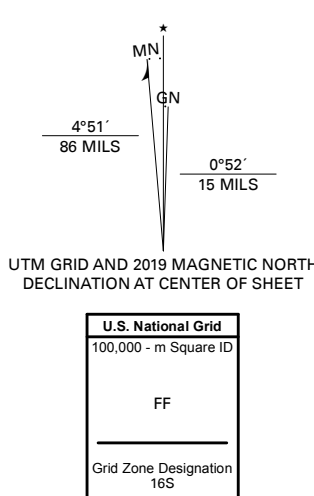 ★
MN
GN
4°51´
86 MILS
0°52´
15 MILS
UTM GRID AND 2019 MAGNETIC NORTH
DECLINATION AT CENTER OF SHEET
U.S. National Grid
100,000 - m Square ID
FF
Grid Zone Designation
16S